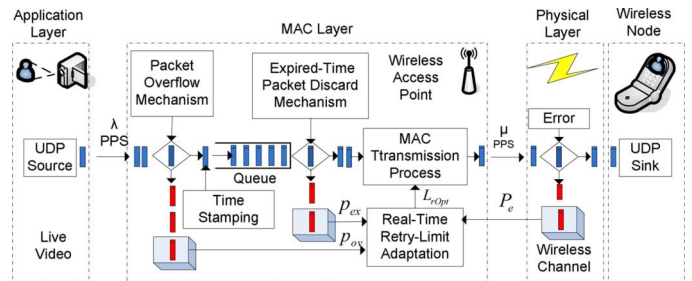 Application
Layer
MAC Layer
Physical
Layer
Wireless
Node
Packet
Overflow
Mechanism
Expired-Time
Packet Discard
Mechanism
Wireless
Access
Point
λ
PPS
UDP
Source
Queue
MAC
Ttransmission
Process
μ
PPS
Error
UDP
Sink
Time
Stamping
L_rOpt
p_ex
p_ov
Real-Time
Retry-Limit
Adaptation
P_e
Live
Video
Wireless
Channel